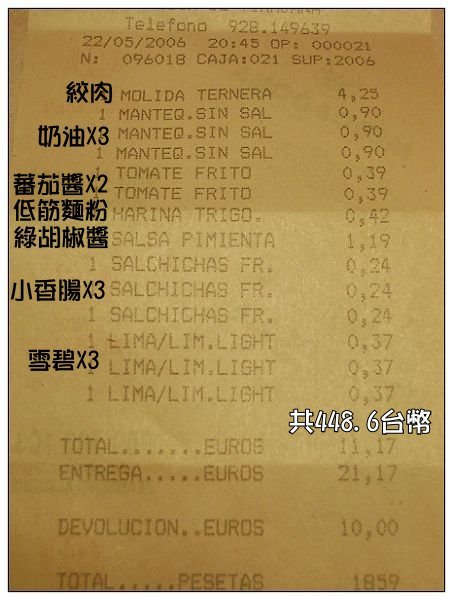 Telefono 928.149639
22/05/2006 20:45 OP: 000021
N: 096018 CAJA:021 SUP:2006
絞肉 MOLIDA TERNERA 4,25
1 MANTEQ.SIN SAL 0,90
奶油X3 MANTEQ.SIN SAL 0,90
1 MANTEQ.SIN SAL 0,90
1 TOMATE FRITO 0,39
蕃茄醬X2 TOMATE FRITO 0,39
低筋麵粉 HARINA TRIGO. 0,42
綠胡椒醬 SALSA PIMIENTA 1,19
1 SALCHICHAS FR. 0,24
小香腸X3 SALCHICHAS FR. 0,24
1 SALCHICHAS FR. 0,24
1 LIMA/LIM.LIGHT 0,37
雪碧X3 1 LIMA/LIM.LIGHT 0,37
1 LIMA/LIM.LIGHT 0,37
共448.6台幣
TOTAL.......EUROS 11,17
ENTREGA.....EUROS 21,17
DEVOLUCION..EUROS 10,00
TOTAL.....PESETAS 1859